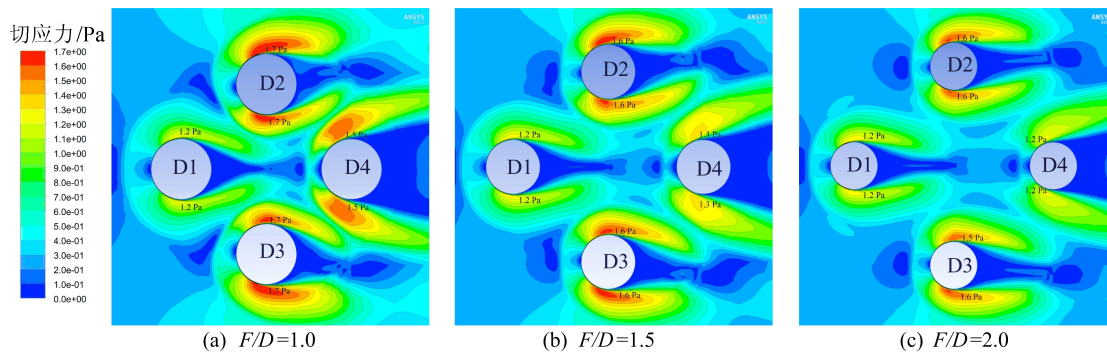 切应力/Pa
1.7e+00
1.6e+00
1.5e+00
1.4e+00
1.3e+00
1.2e+00
1.1e+00
1.0e+00
9.0e-01
8.0e-01
7.0e-01
6.0e-01
5.0e-01
4.0e-01
3.0e-01
2.0e-01
1.0e-01
0.0e+00
ANSYS
1.7 Pa
D2
1.7 Pa
1.2 Pa
1.5 Pa
D1
D4
1.2 Pa
1.5 Pa
1.7 Pa
D3
1.7 Pa
(a) F/D=1.0
ANSYS
1.6 Pa
D2
1.6 Pa
1.2 Pa
1.3 Pa
D1
D4
1.2 Pa
1.3 Pa
1.6 Pa
D3
1.6 Pa
(b) F/D=1.5
ANSYS
1.6 Pa
D2
1.6 Pa
1.2 Pa
1.2 Pa
D1
D4
1.2 Pa
1.2 Pa
1.5 Pa
D3
1.6 Pa
(c) F/D=2.0